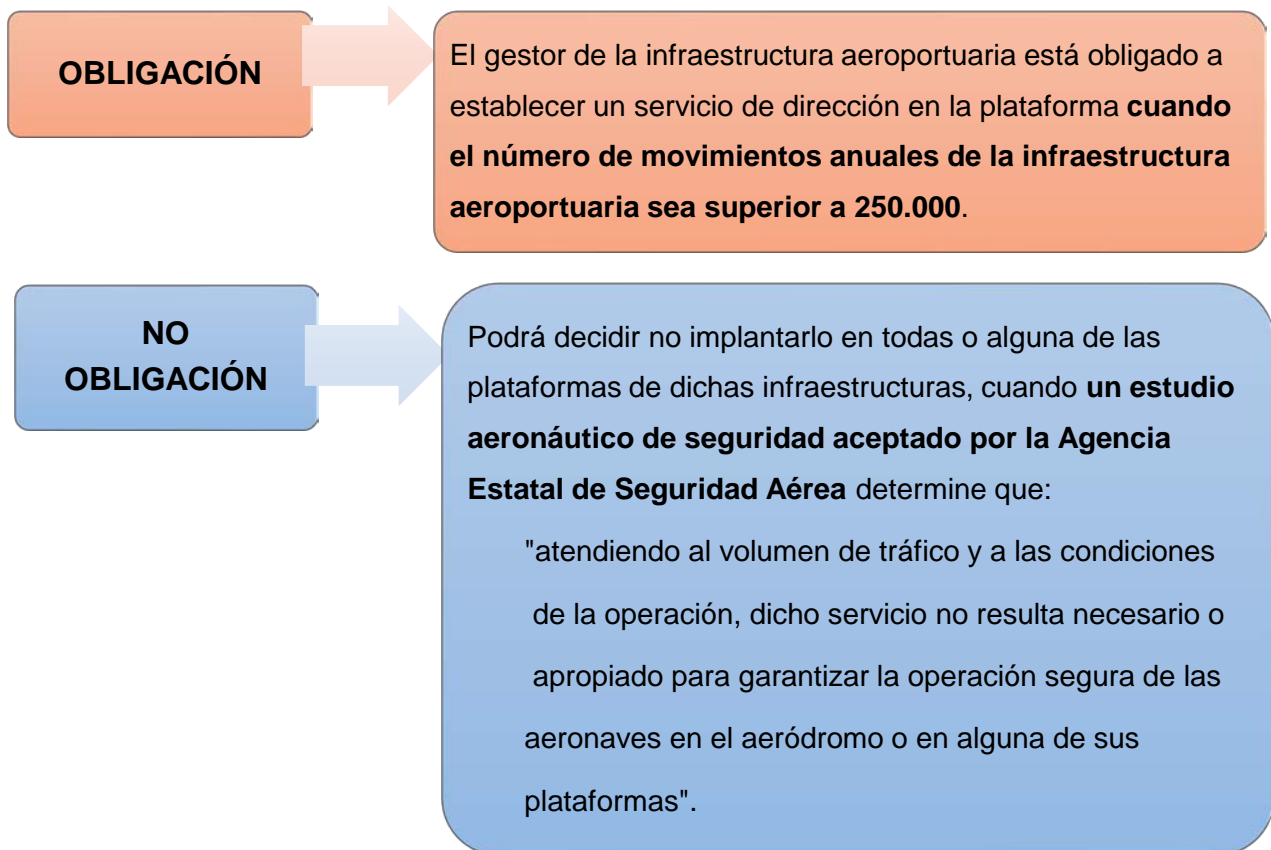 OBLIGACIÓN
El gestor de la infraestructura aeroportuaria está obligado a
establecer un servicio de dirección en la plataforma cuando
el número de movimientos anuales de la infraestructura
aeroportuaria sea superior a 250.000.
NO
OBLIGACIÓN
Podrá decidir no implantarlo en todas o alguna de las
plataformas de dichas infraestructuras, cuando un estudio
aeronáutico de seguridad aceptado por la Agencia
Estatal de Seguridad Aérea determine que:
"atendiendo al volumen de tráfico y a las condiciones
de la operación, dicho servicio no resulta necesario o
apropiado para garantizar la operación segura de las
aeronaves en el aeródromo o en alguna de sus
plataformas".